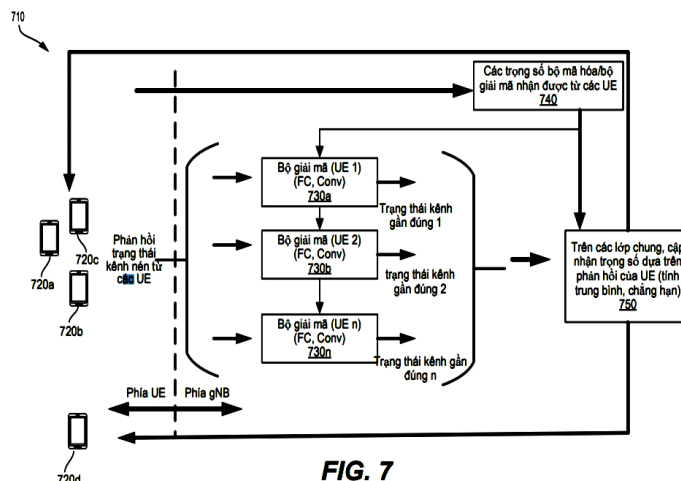 710
Các trọng số bộ mã hóa/bộ
giải mã nhận được từ các UE
740
Bộ giải mã (UE 1)
(FC, Conv)
730a
Trạng thái kênh
gần đúng 1
720c
720a
720b
Phản hồi
trạng thái
kênh nén từ
các UE
Bộ giải mã (UE 2)
(FC, Conv)
730b
trạng thái kênh
gần đúng 2
Trên các lớp chung, cập
nhận trọng số dựa trên
phản hồi của UE (tính
trung bình, chẳng hạn)
750
Bộ giải mã (UE n)
(FC, Conv)
730n
Trạng thái kênh gần
đúng n
Phía UE
Phía gNB
720d
FIG. 7